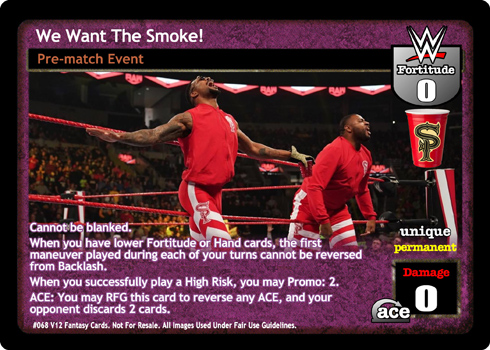 We Want The Smoke!
Pre-match Event
W
Fortitude
0
SP
unique
permanent
Cannot be blanked.
When you have lower Fortitude or Hand cards, the first
maneuver played during each of your turns cannot be reversed
from Backlash.
When you successfully play a High Risk, you may Promo: 2.
ACE: You may RFG this card to reverse any ACE, and your
opponent discards 2 cards.
Damage
0
ace
#068 V12 Fantasy Cards. Not For Resale. All Images Used Under Fair Use Guidelines.